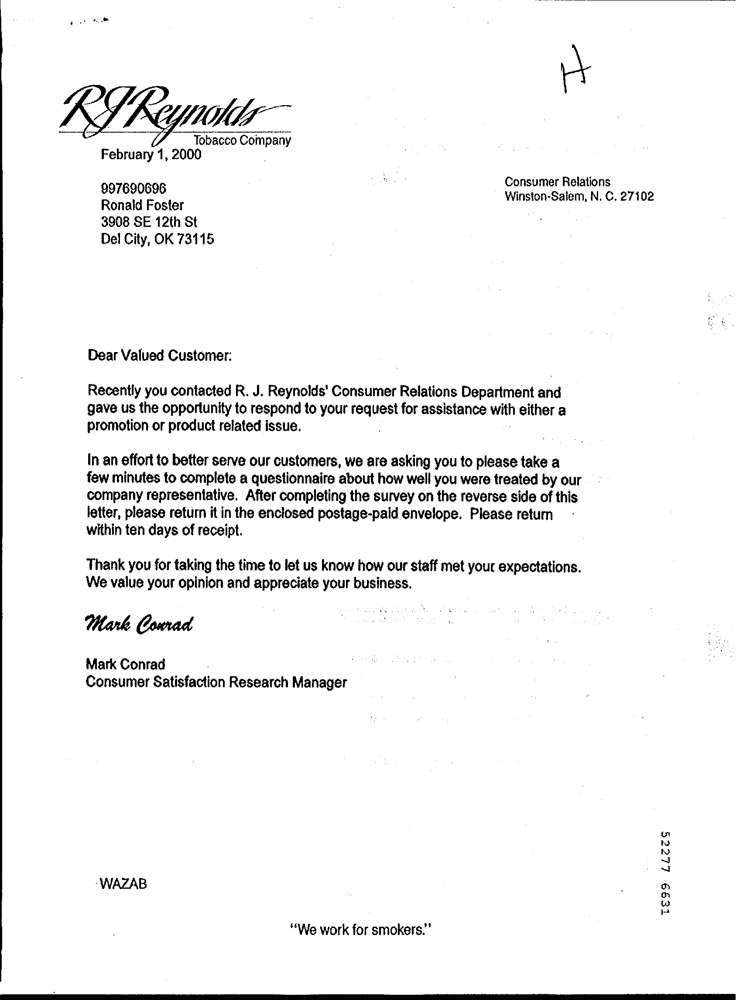 H
RJReynolds
Tobacco Company
February 1, 2000
997690696
Ronald Foster
3908 SE 12th St
Del City, OK 73115
Consumer Relations
Winston-Salem, N. C. 27102
Dear Valued Customer:
Recently you contacted R. J. Reynolds' Consumer Relations Department and
gave us the opportunity to respond to your request for assistance with either a
promotion or product related issue.
In an effort to better serve our customers, we are asking you to please take a
few minutes to complete a questionnaire about how well you were treated by our
company representative. After completing the survey on the reverse side of this
letter, please return it in the enclosed postage-paid envelope. Please return
within ten days of receipt.
Thank you for taking the time to let us know how our staff met your expectations.
We value your opinion and appreciate your business.
Mark Conrad
Mark Conrad
Consumer Satisfaction Research Manager
52277 6631
WAZAB
"We work for smokers."